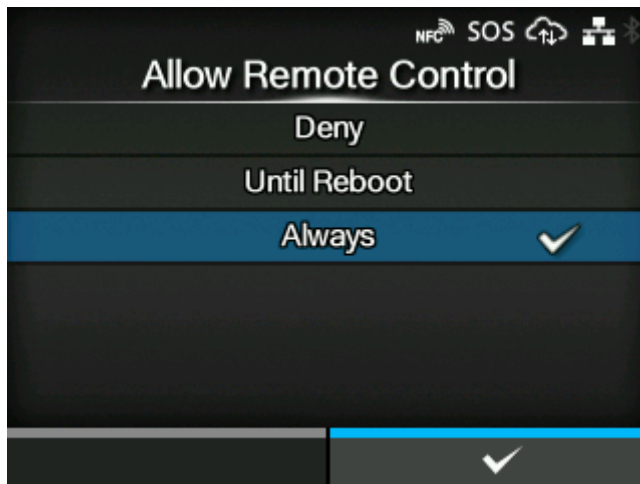 NFC SOS
Allow Remote Control
Deny
Until Reboot
Always